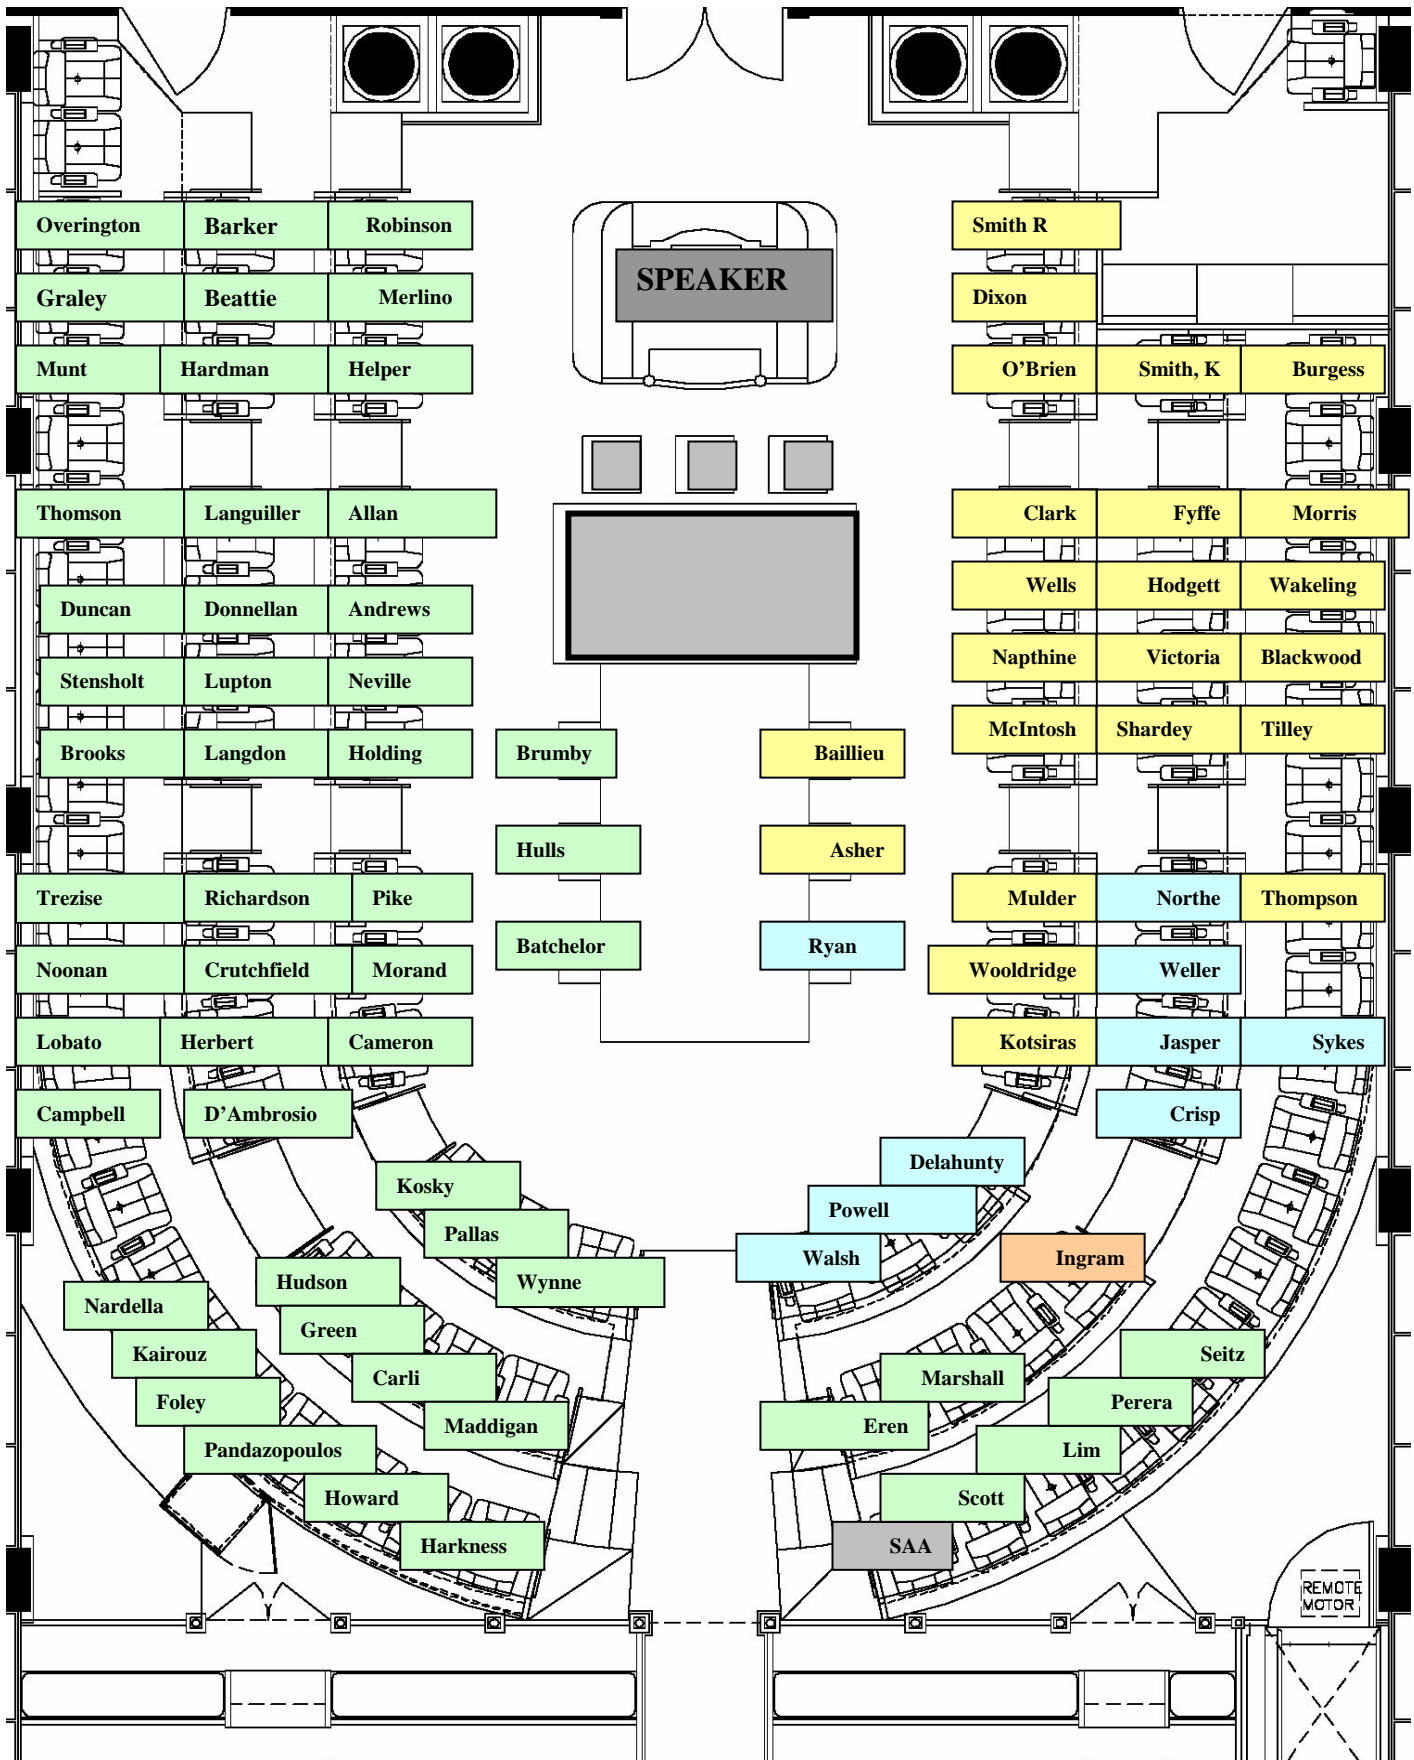 Overington Barker Robinson Smith R
SPEAKER
Graley Beattie Merlino Dixon
Munt Hardman Helper O'Brien Smith, K Burgess
Thomson Languiller Allan Clark Fyffe Morris
Wells Hodgett Wakeling
Duncan Donnellan Andrews
Napthine Victoria Blackwood
Stensholt Lupton Neville
McIntosh Shardey Tilley
Brooks Langdon Holding Brumby Baillieu
Hulls Asher
Trezise Richardson Pike Mulder Northe Thompson
Batchelor Ryan
Noonan Crutchfield Morand Wooldridge Weller
Lobato Herbert Cameron Kotsiras Jasper Sykes
Campbell D'Ambrosio Crisp
Delahunty
Kosky
Powell
Pallas
Walsh Ingram
Hudson Wynne
Nardella
Green
Kairouz Seitz
Carli Marshall
Foley Perera
Maddigan Eren
Pandazopoulos Lim
Howard Scott
Harkness SAA
REMOTE
MOTOR